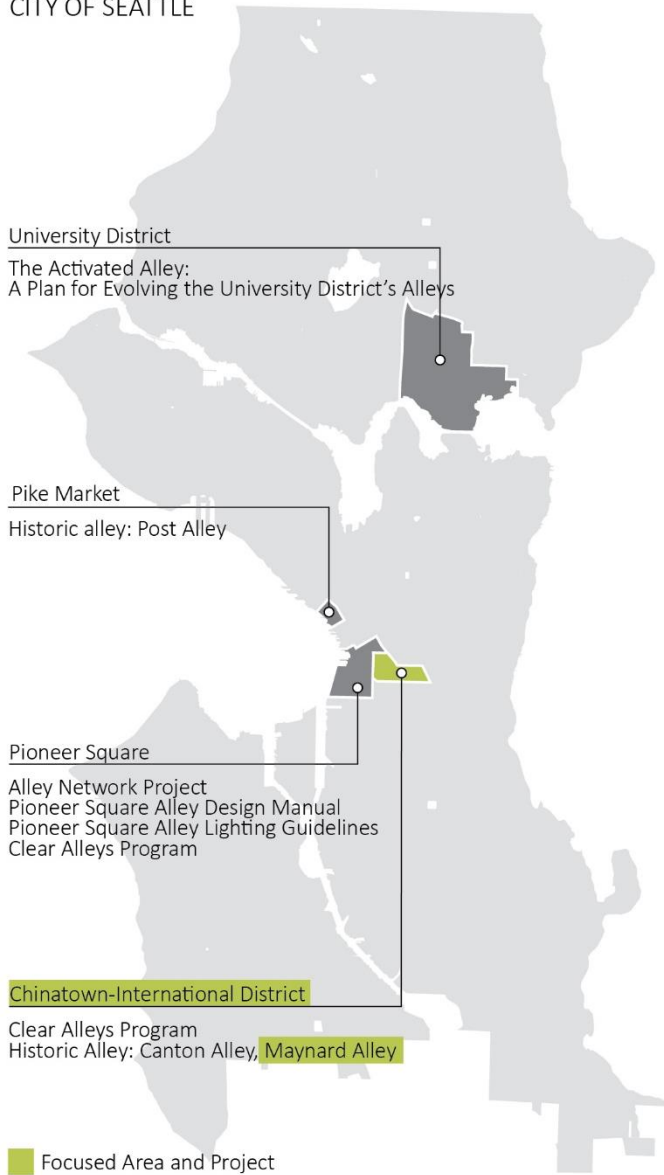 CITY OF SEATTLE
University District
The Activated Alley:
A Plan for Evolving the University District's Alleys
Pike Market
Historic alley: Post Alley
Pioneer Square
Alley Network Project
Pioneer Square Alley Design Manual
Pioneer Square Alley Lighting Guidelines
Clear Alleys Program
Chinatown-International District
Clear Alleys Program
Historic Alley: Canton Alley, Maynard Alley
Focused Area and Project